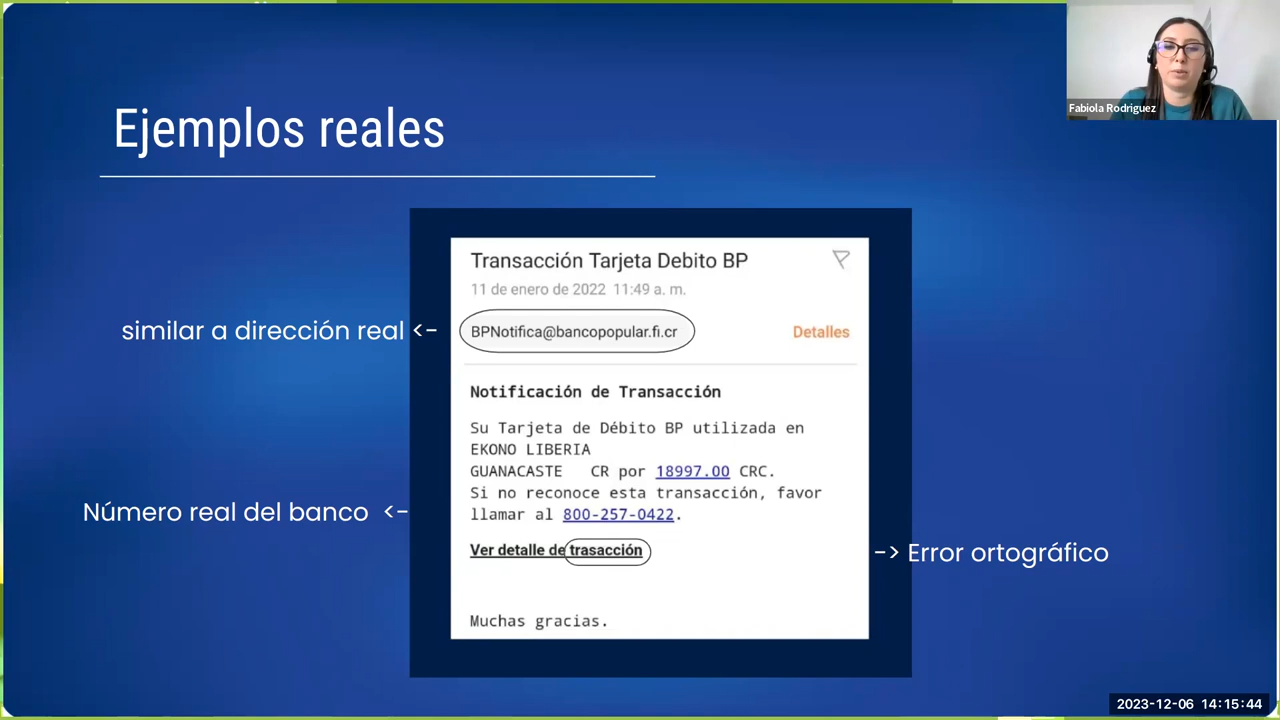 Fabiola Rodriguez
Ejemplos reales
Transacción Tarjeta Debito BP
11 de enero de 2022 11:49 a. m.
similar a dirección real <-
BPNotifica@bancopopular.fi.cr
Detalles
Notificación de Transacción
Su Tarjeta de Débito BP utilizada en
EKONO LIBERIA
GUANACASTE CR por 18997.00 CRC.
Si no reconoce esta transacción, favor
Número real del banco <-
llamar al 800-257-0422.
Ver detalle de trasacción
-> Error ortográfico
Muchas gracias.
2023-12-06 14:15:44